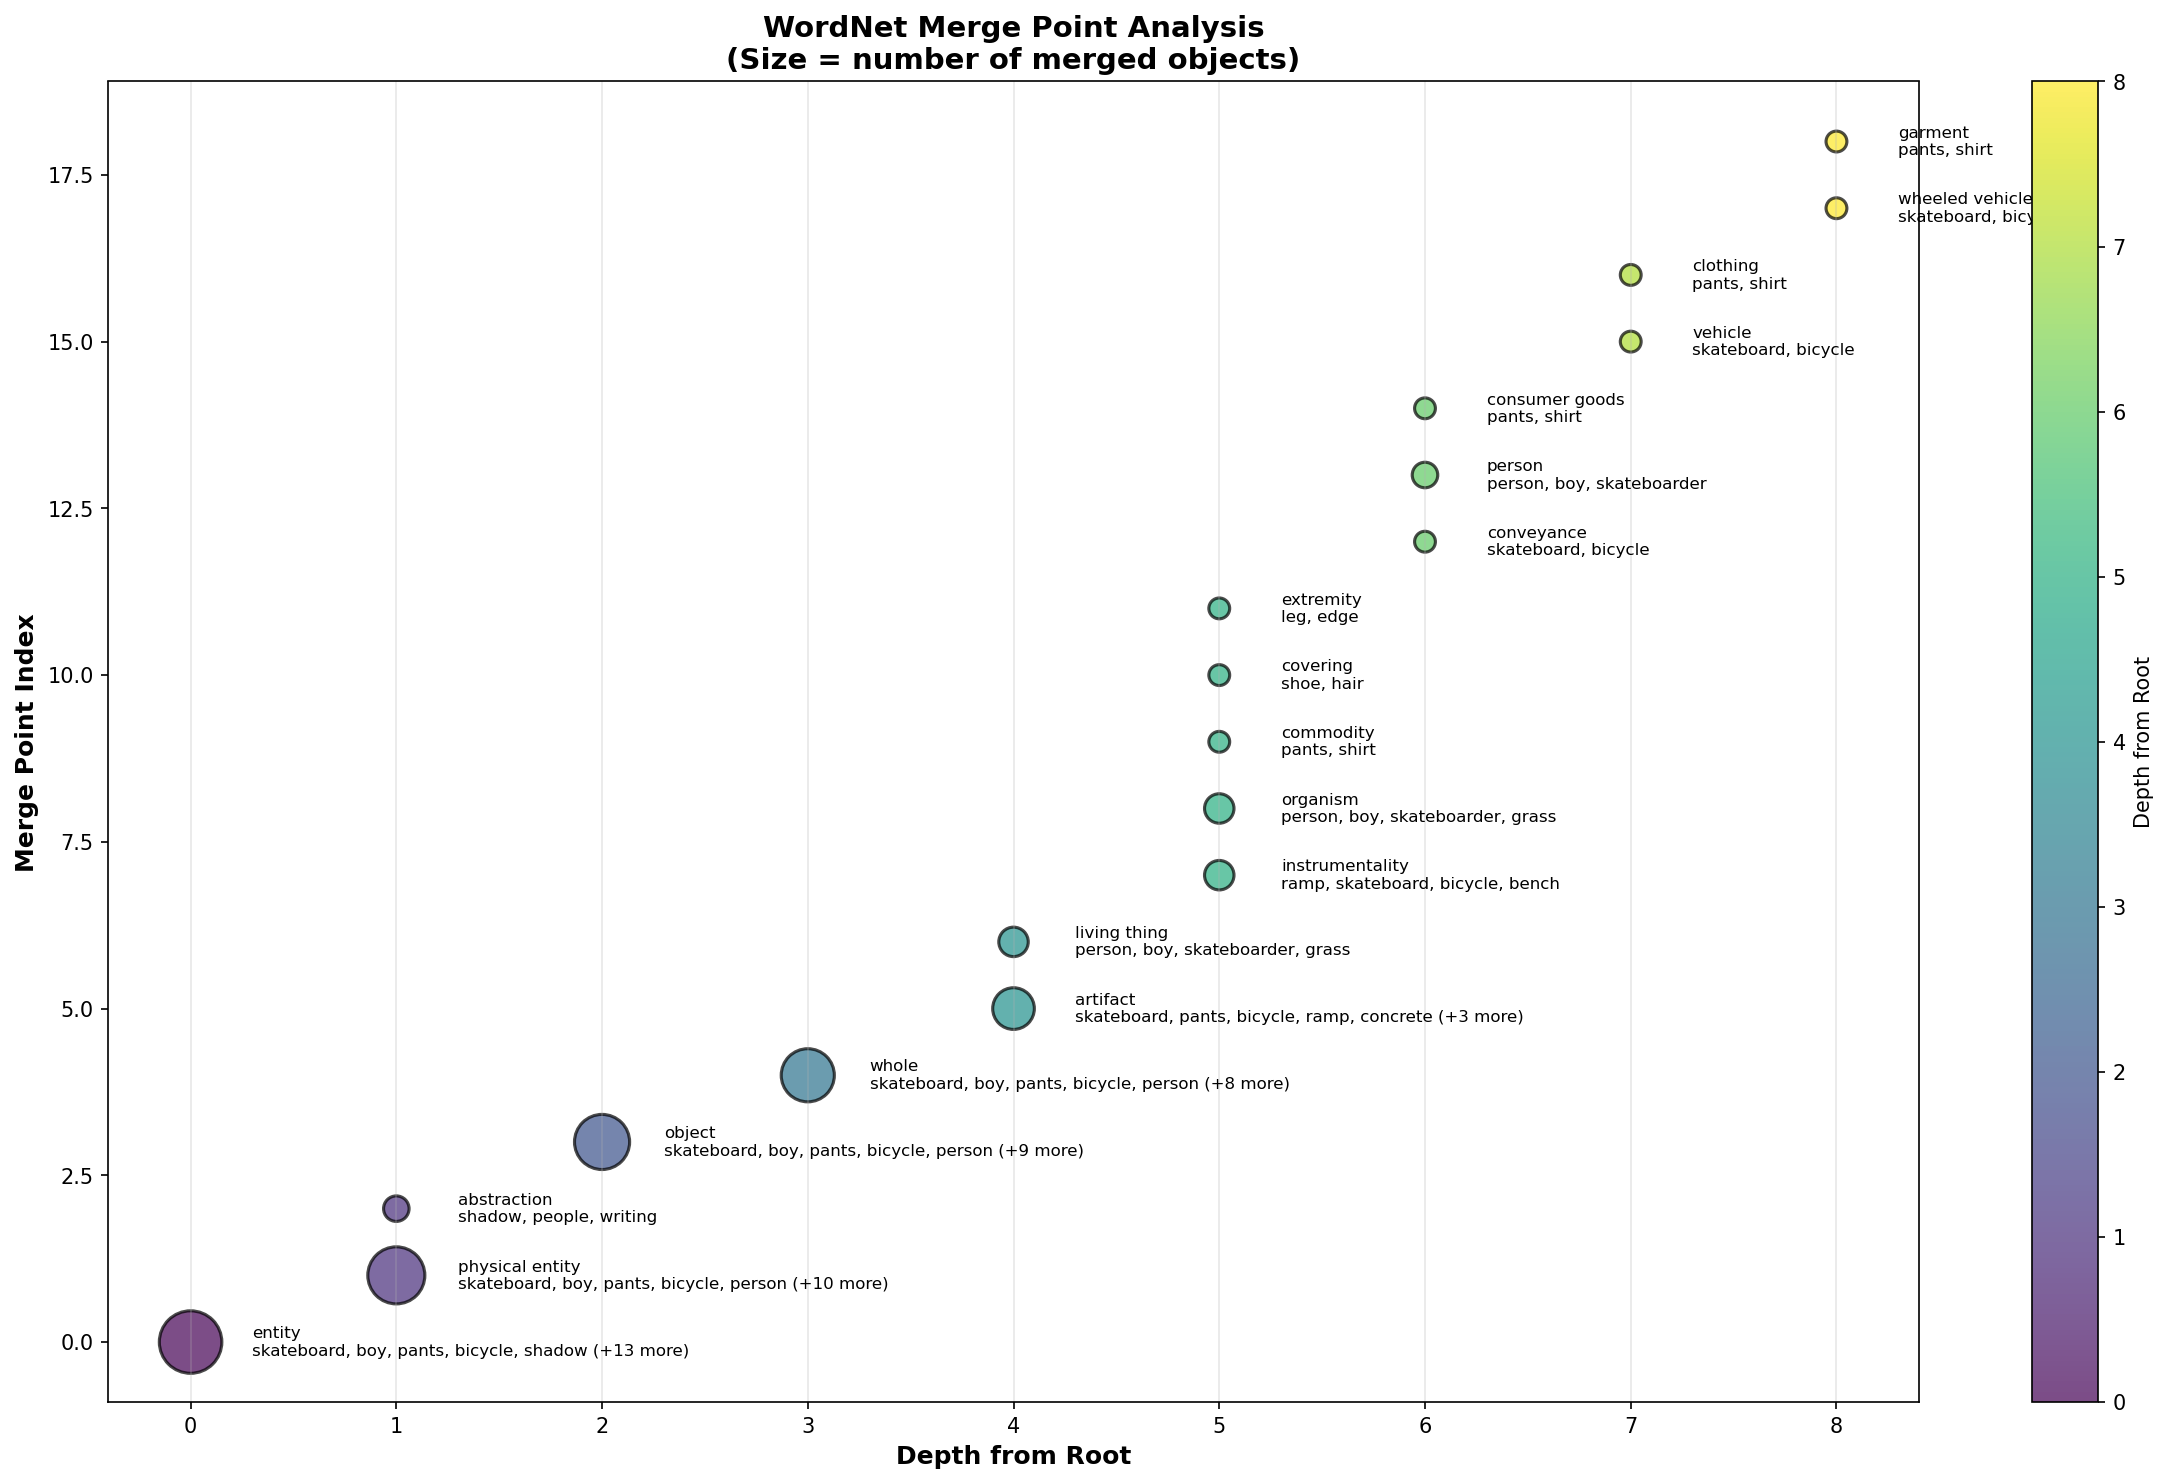 WordNet Merge Point Analysis
(Size = number of merged objects)
garment
pants, shirt
wheeled vehicle
skateboard,
clothing
pants, shirt
vehicle
skateboard, bicycle
consumer goods
pants, shirt
person
person, boy, skateboarder
conveyance
skateboard, bicycle
extremity
leg, edge
covering
shoe, hair
commodity
pants, shirt
organism
person, boy, skateboarder, grass
instrumentality
ramp, skateboard, bicycle, bench
living thing
person, boy, skateboarder, grass
artifact
skateboard, pants, bicycle, ramp, concrete (+3 more)
whole
skateboard, boy, pants, bicycle, person (+8 more)
object
skateboard, boy, pants, bicycle, person (+9 more)
abstraction
shadow, people, writing
physical entity
skateboard, boy, pants, bicycle, person (+10 more)
entity
skateboard, boy, pants, bicycle, shadow (+13 more)
17.5
15.0
12.5
10.0
7.5
5.0
2.5
0.0
Merge Point Index
0 1 2 3 4 5 6 7 8
Depth from Root
8
7
6
5
4
3
2
1
0
Depth from Root